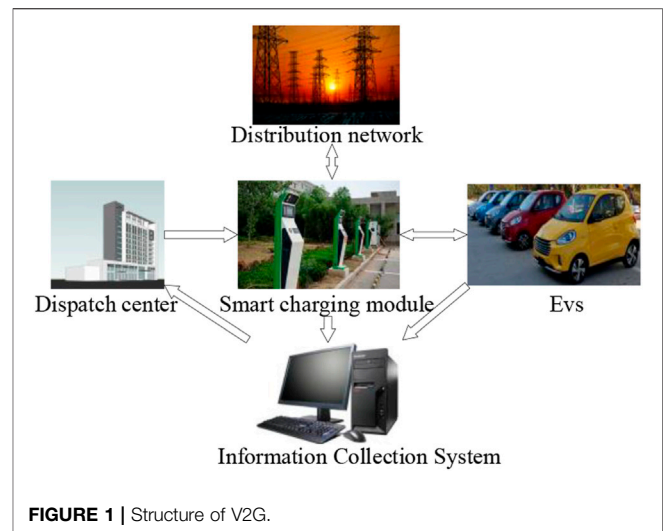 Distribution network
Dispatch center
Smart charging module
Evs
Information Collection System
FIGURE 1 | Structure of V2G.